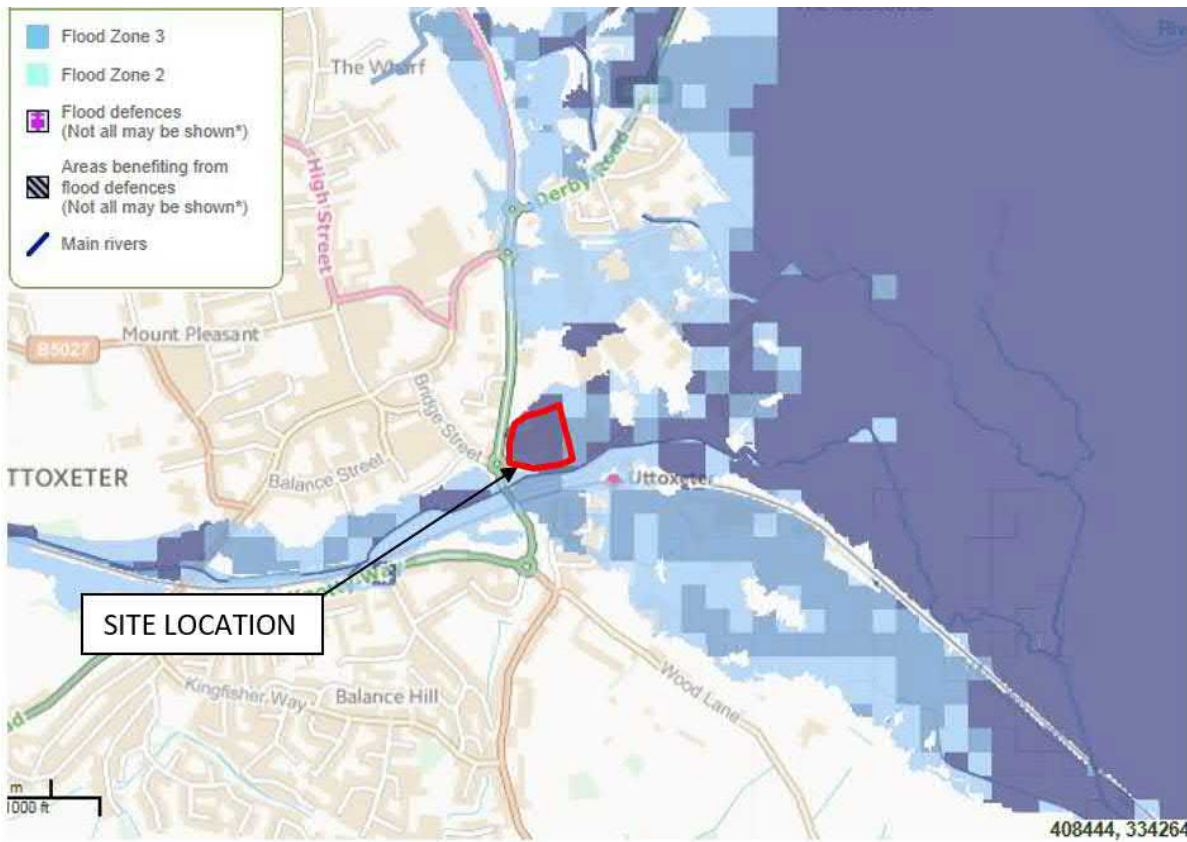 Flood Zone 3
Flood Zone 2
Flood defences
(Not all may be shown*)
Areas benefiting from
flood defences
(Not all may be shown*)
Main rivers
The Wharf
High Street
Derby Road
Mount Pleasant
B5027
Bridge Street
Balance Street
TTOXETER
Uttoxeter
SITE LOCATION
Kingfisher Way
Balance Hill
Wood Lane
m
1000 ft
408444, 334264